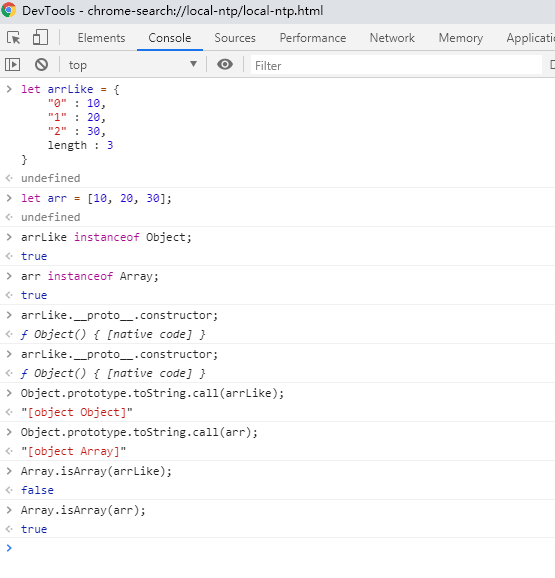 DevTools - chrome-search://local-ntp/local-ntp.html
Elements Console Sources Performance Network Memory Applicati
top Filter
let arrLike = {
"0" : 10,
"1" : 20,
"2" : 30,
length : 3
}
undefined
let arr = [10, 20, 30];
undefined
arrLike instanceof Object;
true
arr instanceof Array;
true
arrLike.__proto__.constructor;
ƒ Object() { [native code] }
arrLike.__proto__.constructor;
ƒ Object() { [native code] }
Object.prototype.toString.call(arrLike);
"[object Object]"
Object.prototype.toString.call(arr);
"[object Array]"
Array.isArray(arrLike);
false
Array.isArray(arr);
true